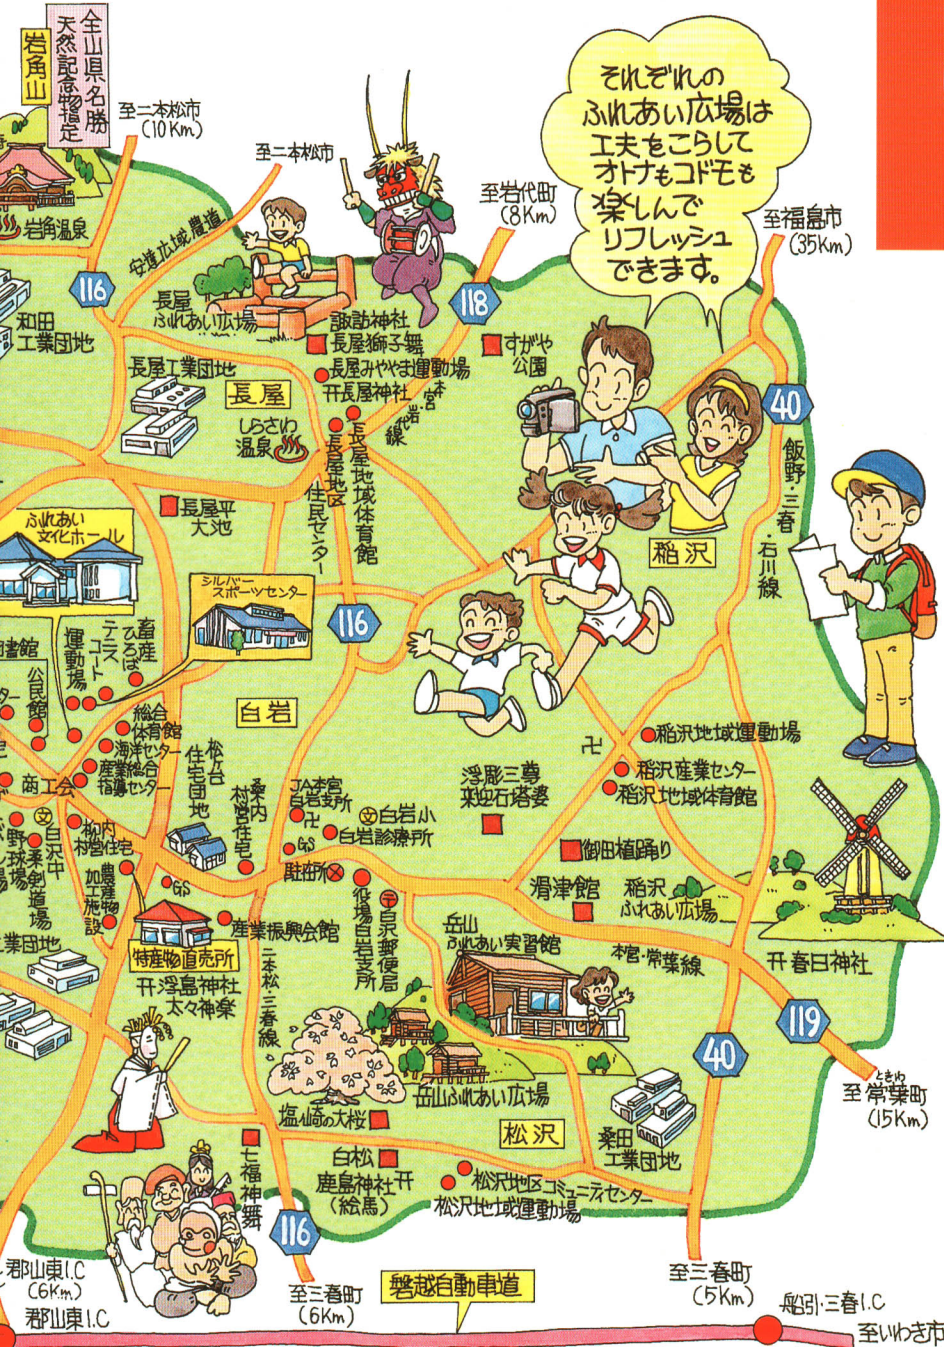 全山県名勝
天然記念物指定
岩角山
至二本松市
(10Km)
至二本松市
至岩代町
(8Km)
至福島市
(35Km)
それぞれの
ふれあい広場は
工夫をこらして
オトナもコドモも
楽しんで
リフレッシュ
できます。
岩角温泉
安達広域農道
116
118
40
和田
工業団地
長屋
ふれあい広場
諏訪神社
長屋獅子舞
長屋みややま運動場
长屋神社
すがや
公園
長屋工業団地
長屋
しらさわ
温泉
本宮・岩代線
長屋地域体育館
長屋地区
住民センター
飯野・三春・石川線
長屋平
大池
ふれあい
文化ホール
シルバー
スポーツセンター
稲沢
116
畜産
ひろば
テニス
コート
運動場
図書館
公民館
白岩
総合
体育館
海洋センター
産業総合
指導センター
商工会
松ヶ台
住宅団地
桑内
村営住宅
JA本宮
白岩支所
GS
白岩小
白岩診療所
浮彫三尊
来迎石塔婆
稲沢地域運動場
稲沢産業センター
稲沢地域体育館
野球場
柔剣道場
白沢中
柳内
村営住宅
農産物
加工施設
GS
駐在所
役場白岩支所
白沢郵便局
御田植踊り
滑津館
稲沢
ふれあい広場
工業団地
産業振興会館
特産物直売所
浮島神社
太々神楽
二本松・三春線
岳山
ふれあい実習館
本宮・常葉線
春日神社
119
40
至常葉町
ときわ
(15Km)
塩ノ崎の大桜
岳山ふれあい広場
松沢
桑田
工業団地
七福神舞
白松
鹿島神社
(絵馬)
松沢地区コミュニティセンター
松沢地域運動場
116
郡山東I.C
(6Km)
郡山東I.C
至三春町
(6Km)
磐越自動車道
至三春町
(5Km)
船引・三春I.C
至いわき市